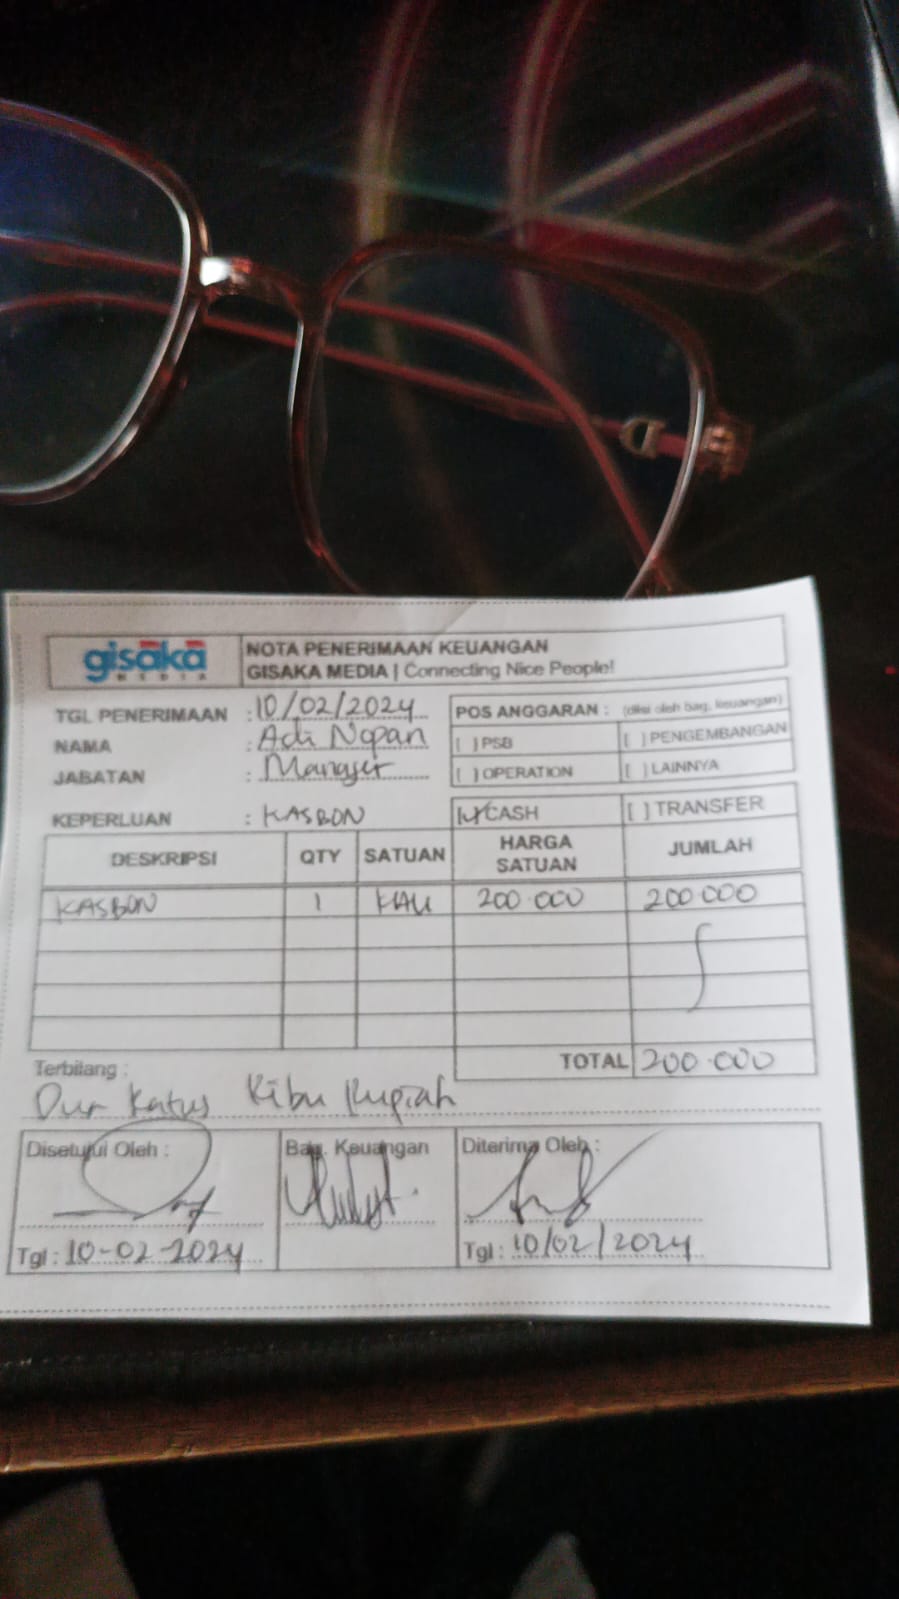 gisaka MEDIA
NOTA PENERIMAAN KEUANGAN
GISAKA MEDIA | Connecting Nice People!
TGL PENERIMAAN : 10/02/2024
NAMA : Adi Nopan
JABATAN : Manajer
KEPERLUAN : KASBON
POS ANGGARAN : (diisi oleh bag. keuangan)
[ ] PSB [ ] PENGEMBANGAN
[ ] OPERATION [ ] LAINNYA
[✓] CASH [ ] TRANSFER
DESKRIPSI QTY SATUAN HARGA SATUAN JUMLAH
KASBON 1 KALI 200.000 200.000
TOTAL 200.000
Terbilang :
Dua Ratus Ribu Rupiah
Disetujui Oleh : Bag. Keuangan Diterima Oleh :
Tgl : 10-02-2024 Tgl : 10/02/2024